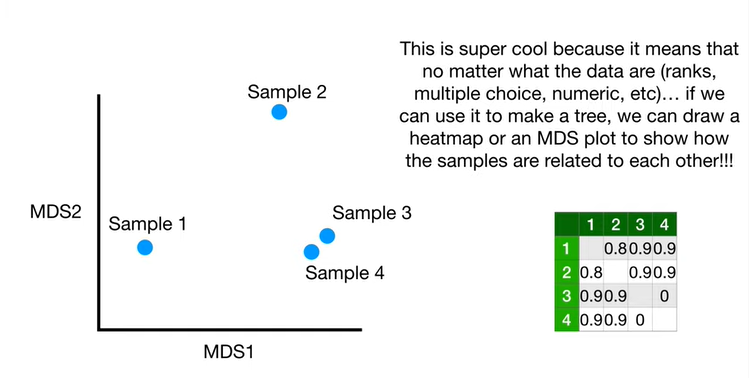 This is super cool because it means that
no matter what the data are (ranks,
multiple choice, numeric, etc)... if we
can use it to make a tree, we can draw a
heatmap or an MDS plot to show how
the samples are related to each other!!!
Sample 2
MDS2
Sample 1
Sample 3
Sample 4
MDS1
1 2 3 4
1 0.8 0.9 0.9
2 0.8 0.9 0.9
3 0.9 0.9 0
4 0.9 0.9 0